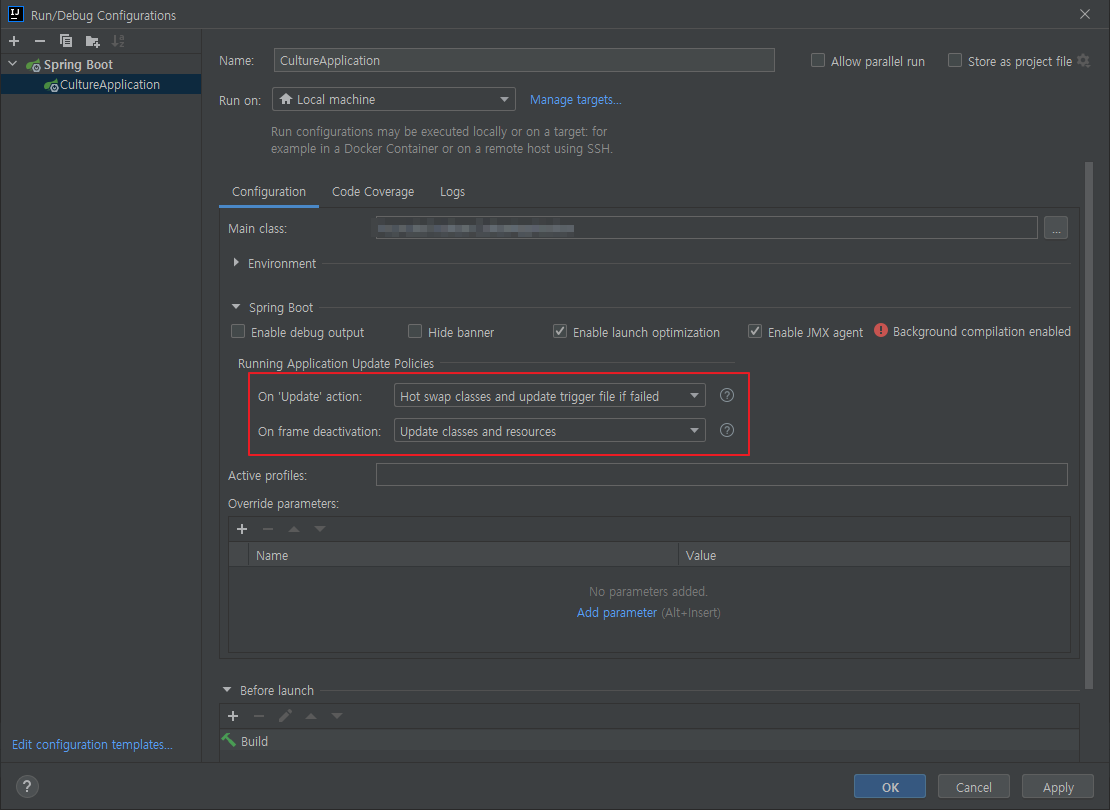 Run/Debug Configurations
Spring Boot
CultureApplication
Name: CultureApplication
Allow parallel run
Store as project file
Run on: Local machine
Manage targets...
Run configurations may be executed locally or on a target: for
example in a Docker Container or on a remote host using SSH.
Configuration Code Coverage Logs
Main class:
...
Environment
Spring Boot
Enable debug output Hide banner Enable launch optimization Enable JMX agent Background compilation enabled
Running Application Update Policies
On 'Update' action: Hot swap classes and update trigger file if failed
On frame deactivation: Update classes and resources
Active profiles:
Override parameters:
Name Value
No parameters added.
Add parameter (Alt+Insert)
Before launch
Build
Edit configuration templates...
OK Cancel Apply